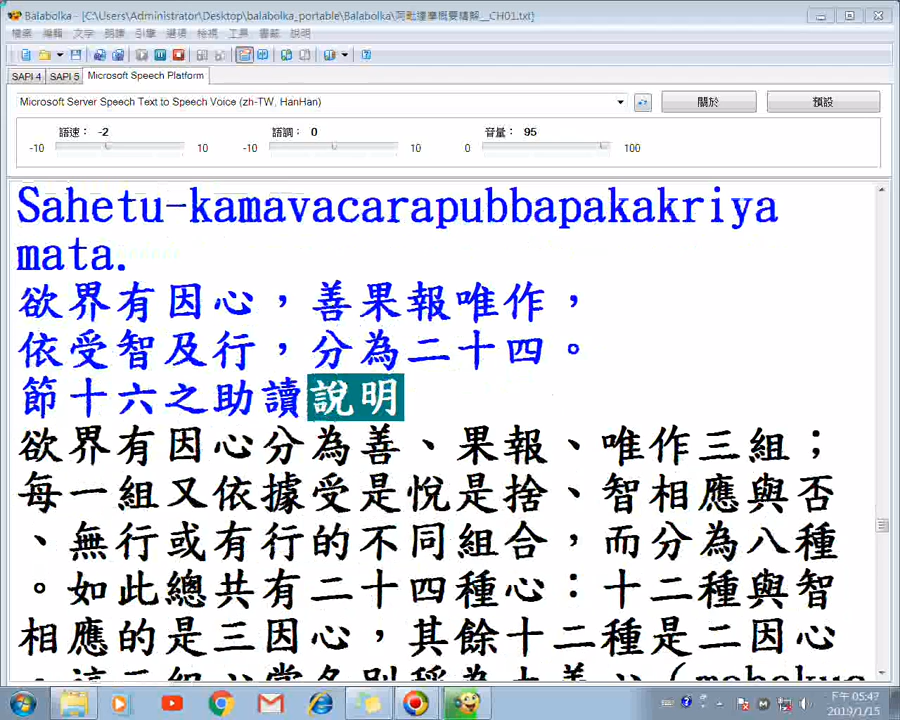 Balabolka - [C:\Users\Administrator\Desktop\balabolka_portable\Balabolka\阿毗達摩概要精解__CH01.txt]
檔案 編輯 文字 朗讀 引擎 選項 檢視 工具 書籤 說明
SAPI 4 SAPI 5 Microsoft Speech Platform
Microsoft Server Speech Text to Speech Voice (zh-TW, HanHan) 關於 預設
語速： -2 語調： 0 音量： 95
-10 10 -10 10 0 100
Sahetu-kamavacarapubbapakakriya
mata.
欲界有因心，善果報唯作，
依受智及行，分為二十四。
節十六之助讀說明
欲界有因心分為善、果報、唯作三組；
每一組又依據受是悅是捨、智相應與否
、無行或有行的不同組合，而分為八種
。如此總共有二十四種心：十二種與智
相應的是三因心，其餘十二種是二因心
下午 05:47
2019/1/15